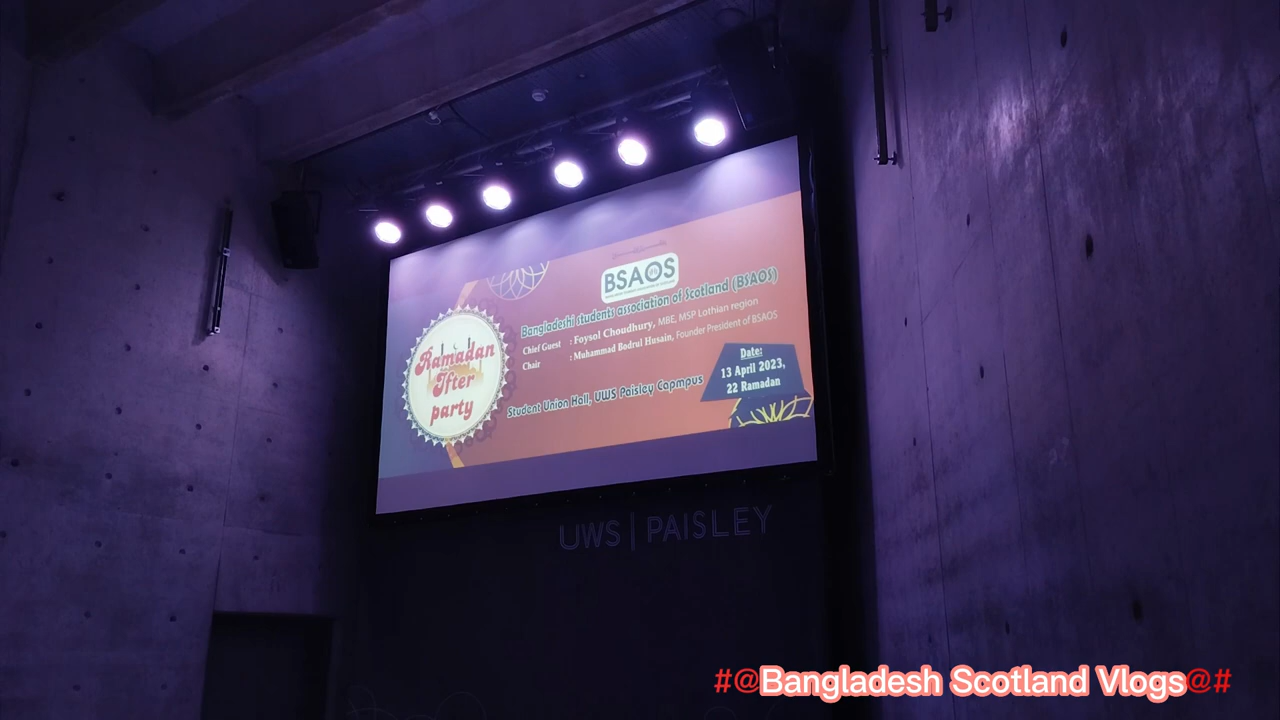 BSAOS
Bangladeshi students association of Scotland (BSAOS)
Chief Guest : Foysol Choudhury, MBE, MSP Lothian region
Chair : Muhammad Bodrul Husain, Founder President of BSAOS
Ramadan
Ifter
party
Date:
13 April 2023,
22 Ramadan
Student Union Hall, UWS Paisley Capmpus
UWS | PAISLEY
#@Bangladesh Scotland Vlogs@#